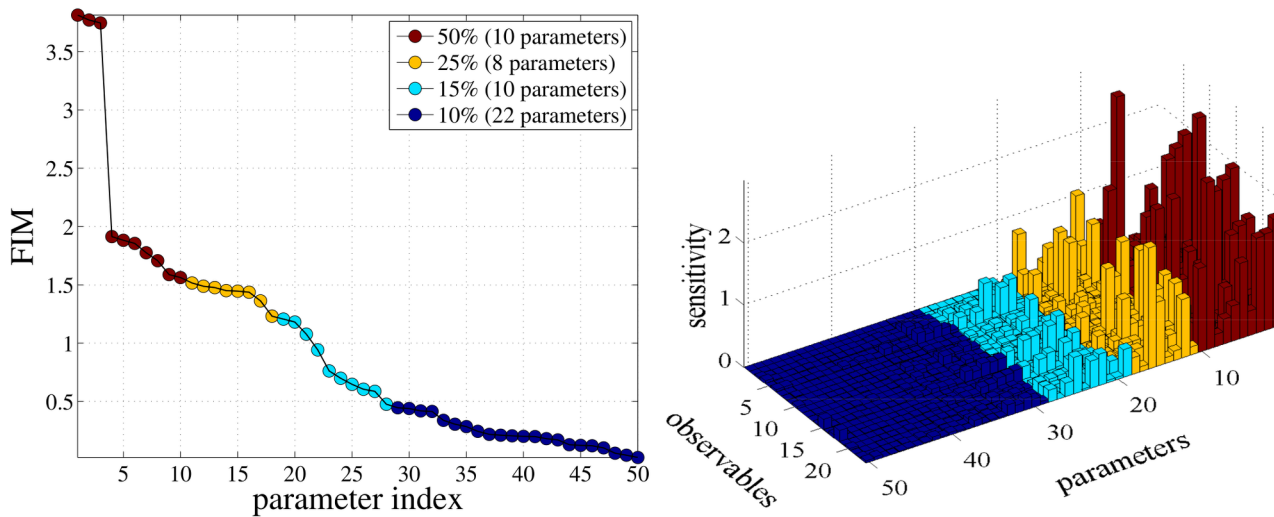 50% (10 parameters)
25% (8 parameters)
15% (10 parameters)
10% (22 parameters)
FIM
3.5
3
2.5
2
1.5
1
0.5
5 10 15 20 25 30 35 40 45 50
parameter index
sensitivity
2
1
0
5
10
15
20
observables
50
40
30
20
10
parameters